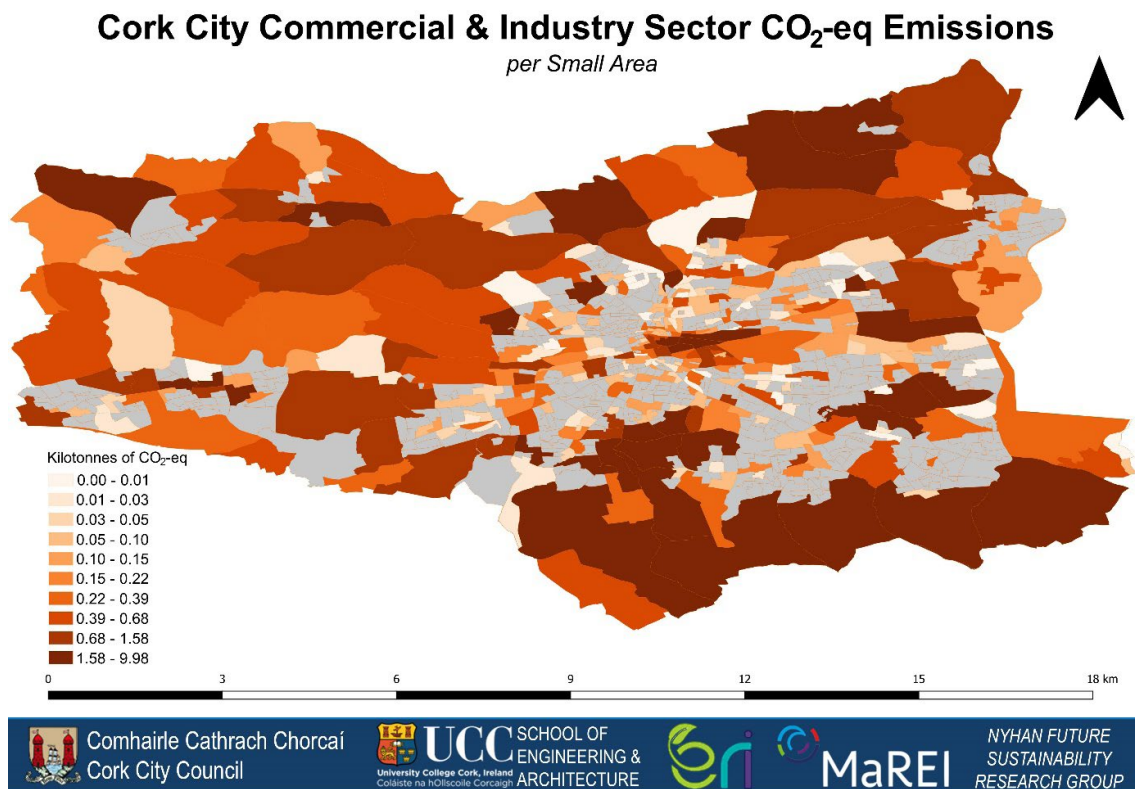 Cork City Commercial & Industry Sector CO₂-eq Emissions
per Small Area
Kilotonnes of CO₂-eq
0.00 - 0.01
0.01 - 0.03
0.03 - 0.05
0.05 - 0.10
0.10 - 0.15
0.15 - 0.22
0.22 - 0.39
0.39 - 0.68
0.68 - 1.58
1.58 - 9.98
0 3 6 9 12 15 18 km
Comhairle Cathrach Chorcaí
Cork City Council
UCC
University College Cork, Ireland
Coláiste na hOllscoile Corcaigh
SCHOOL OF
ENGINEERING &
ARCHITECTURE
eri
MaREI
NYHAN FUTURE
SUSTAINABILITY
RESEARCH GROUP